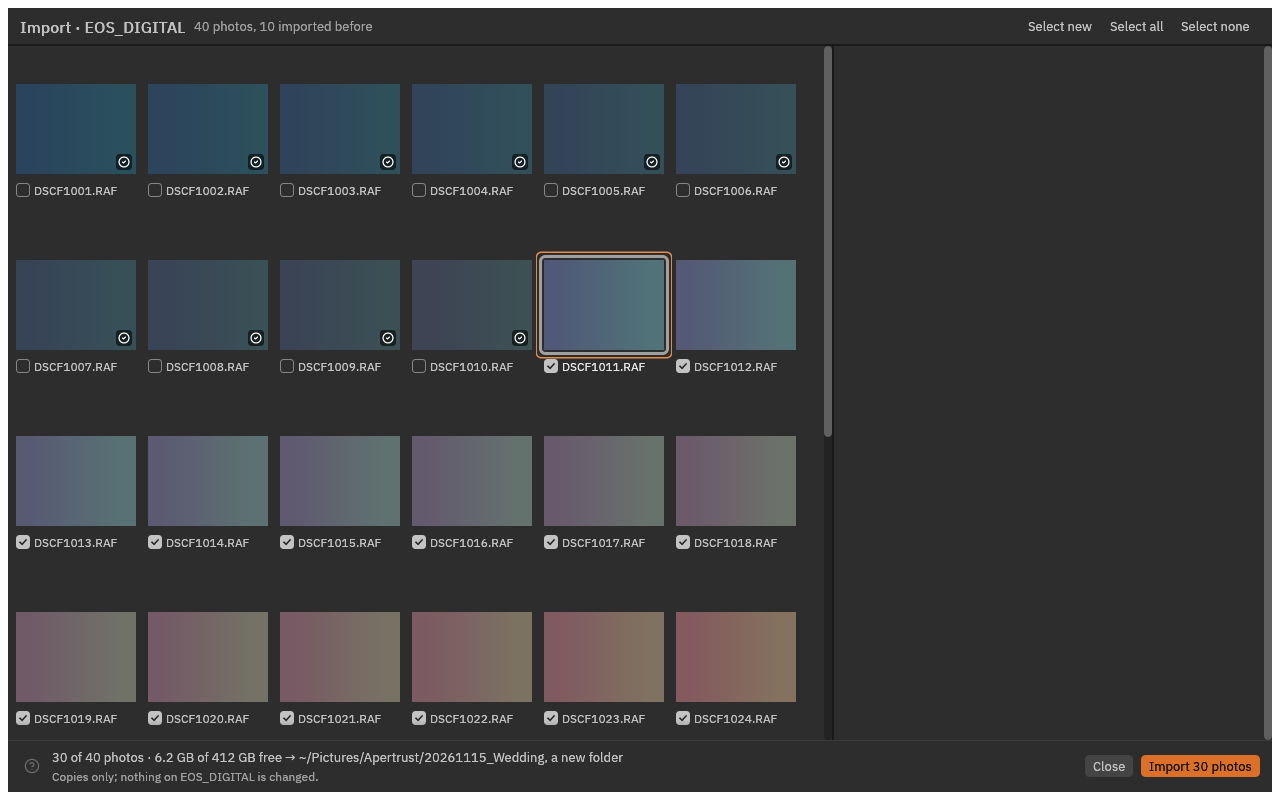 Import · EOS_DIGITAL 40 photos, 10 imported before Select new Select all Select none
DSCF1001.RAF DSCF1002.RAF DSCF1003.RAF DSCF1004.RAF DSCF1005.RAF DSCF1006.RAF
DSCF1007.RAF DSCF1008.RAF DSCF1009.RAF DSCF1010.RAF DSCF1011.RAF DSCF1012.RAF
DSCF1013.RAF DSCF1014.RAF DSCF1015.RAF DSCF1016.RAF DSCF1017.RAF DSCF1018.RAF
DSCF1019.RAF DSCF1020.RAF DSCF1021.RAF DSCF1022.RAF DSCF1023.RAF DSCF1024.RAF
30 of 40 photos · 6.2 GB of 412 GB free → ~/Pictures/Apertrust/20261115_Wedding, a new folder
Copies only; nothing on EOS_DIGITAL is changed.
Close Import 30 photos